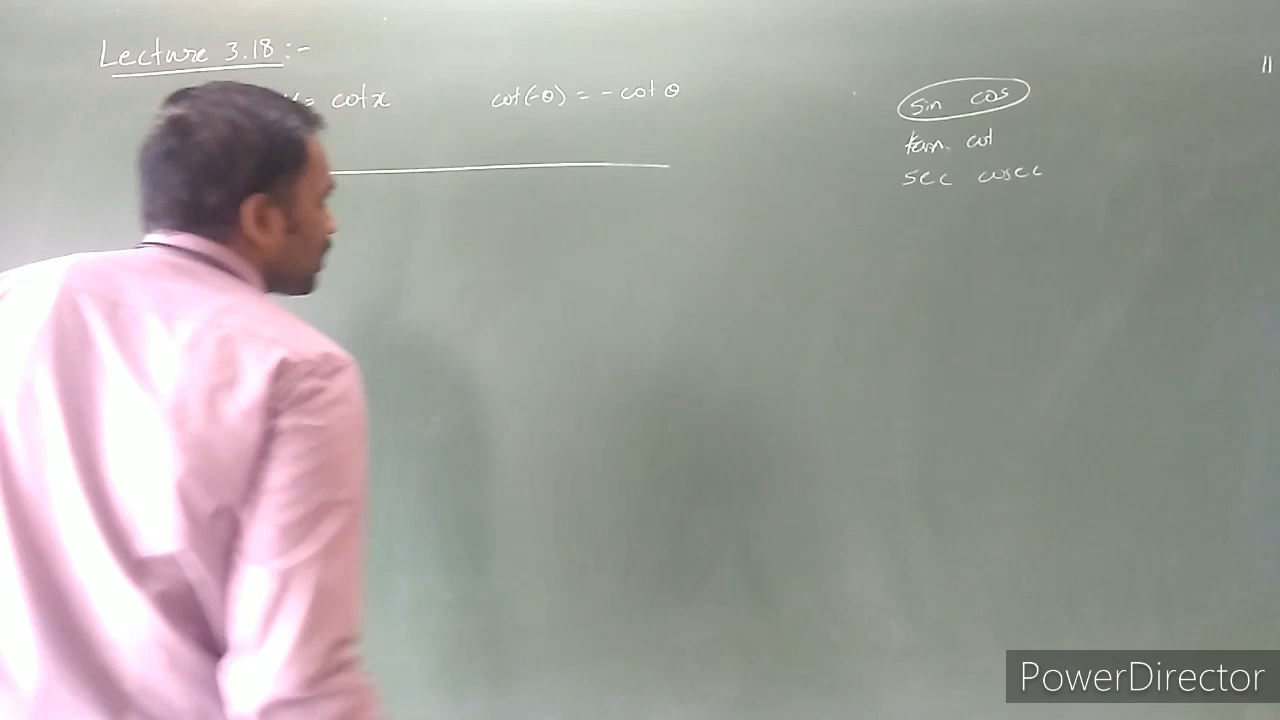 Lecture 3.18 :-
= cot x
cot(-θ) = - cot θ
sin cos
tan cot
sec cosec
11
PowerDirector